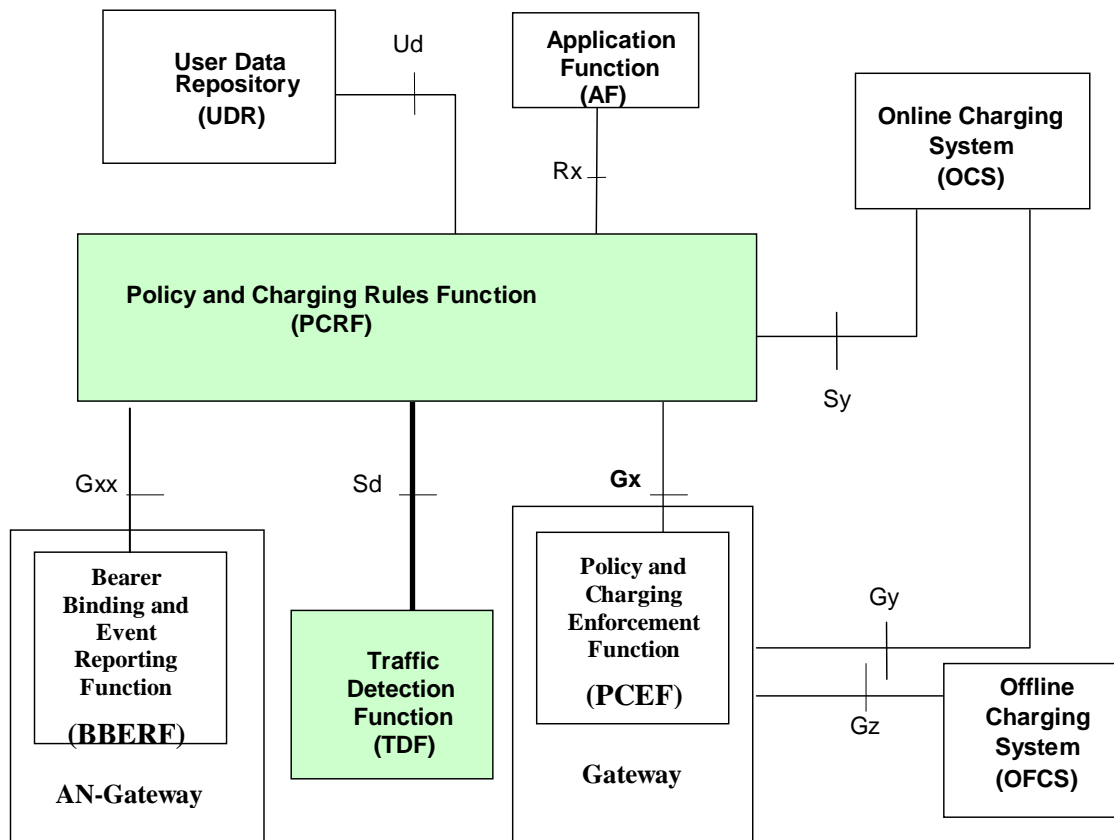 User Data
Repository
(UDR)
Ud
Application
Function
(AF)
Online Charging
System
(OCS)
Rx
Policy and Charging Rules Function
(PCRF)
Sy
Gxx
Sd
Gx
Bearer
Binding and
Event
Reporting
Function
(BBERF)
AN-Gateway
Traffic
Detection
Function
(TDF)
Policy and
Charging
Enforcement
Function
(PCEF)
Gateway
Gy
Gz
Offline
Charging
System
(OFCS)